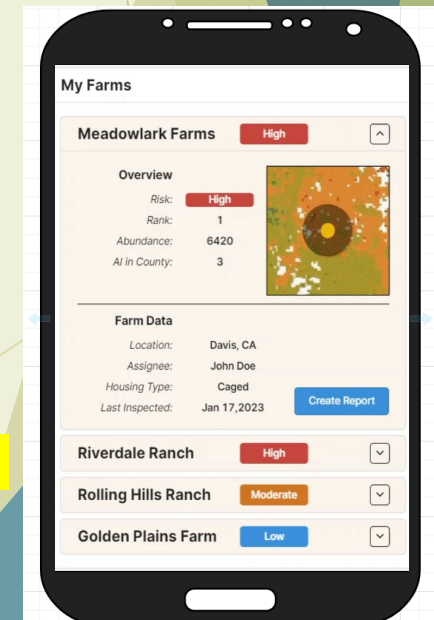 My Farms
Meadowlark Farms High
Overview
Risk: High
Rank: 1
Abundance: 6420
AI in County: 3
Farm Data
Location: Davis, CA
Assignee: John Doe
Housing Type: Caged
Last Inspected: Jan 17,2023
Create Report
Riverdale Ranch High
Rolling Hills Ranch Moderate
Golden Plains Farm Low